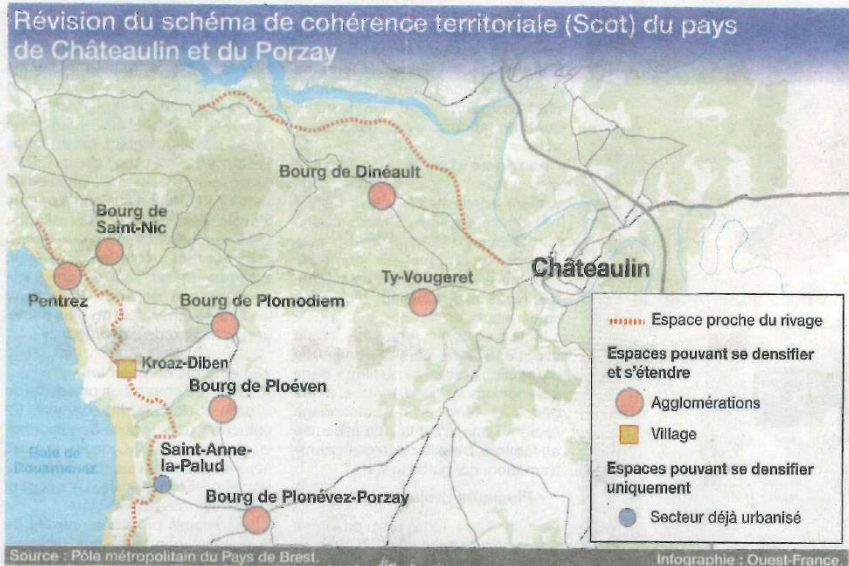 Révision du schéma de cohérence territoriale (Scot) du pays
de Châteaulin et du Porzay
Bourg de Dinéault
Bourg de
Saint-Nic
Châteaulin
Ty-Vougeret
Pentrez
Bourg de Plomodiern
Kroaz-Diben
Bourg de Ploéven
Baie de
Douarnenez
Saint-Anne-
la-Palud
Bourg de Plonévez-Porzay
Espace proche du rivage
Espaces pouvant se densifier
et s'étendre
Agglomérations
Village
Espaces pouvant se densifier
uniquement
Secteur déjà urbanisé
Source : Pôle métropolitain du Pays de Brest.
Infographie : Ouest-France.